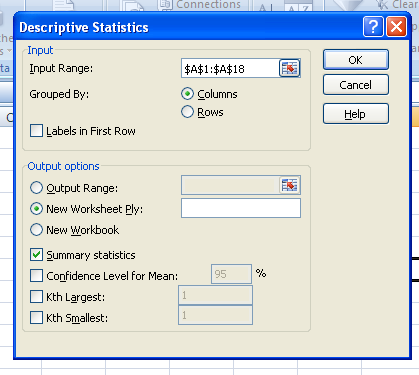 Connections
Clear
Descriptive Statistics
Input
Input Range:
$A$1:$A$18
Grouped By:
Columns
Rows
Labels in First Row
OK
Cancel
Help
Output options
Output Range:
New Worksheet Ply:
New Workbook
Summary statistics
Confidence Level for Mean:
95
%
Kth Largest:
1
Kth Smallest:
1